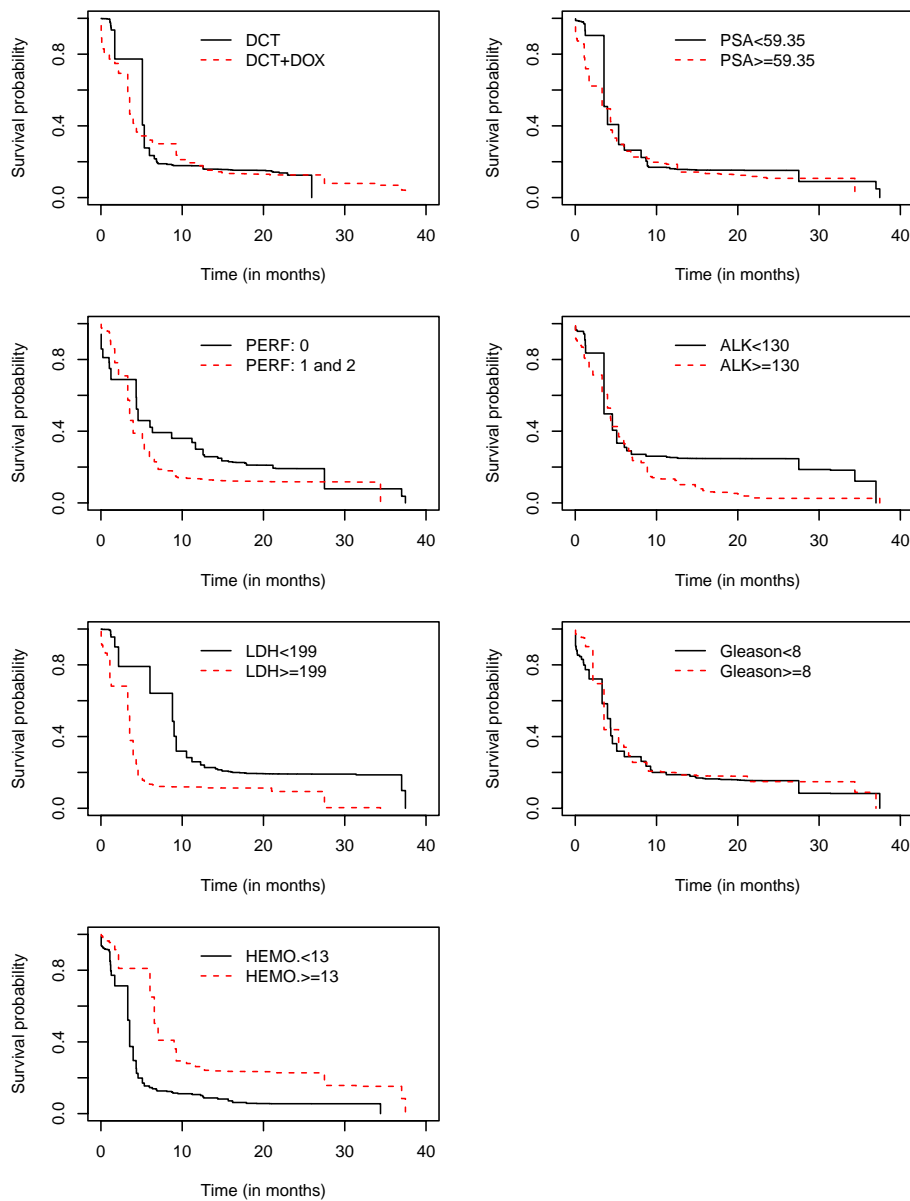 DCT
DCT+DOX
Survival probability
0.0 0.4 0.8
0 10 20 30 40
Time (in months)
PSA<59.35
PSA>=59.35
Survival probability
0.0 0.4 0.8
0 10 20 30 40
Time (in months)
PERF: 0
PERF: 1 and 2
Survival probability
0.0 0.4 0.8
0 10 20 30 40
Time (in months)
ALK<130
ALK>=130
Survival probability
0.0 0.4 0.8
0 10 20 30 40
Time (in months)
LDH<199
LDH>=199
Survival probability
0.0 0.4 0.8
0 10 20 30 40
Time (in months)
Gleason<8
Gleason>=8
Survival probability
0.0 0.4 0.8
0 10 20 30 40
Time (in months)
HEMO.<13
HEMO.>=13
Survival probability
0.0 0.4 0.8
0 10 20 30 40
Time (in months)